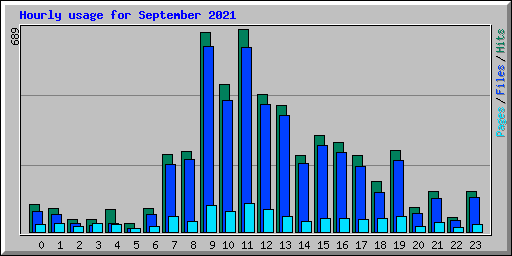 Hourly usage for September 2021
689
Pages / Files / Hits
0 1 2 3 4 5 6 7 8 9 10 11 12 13 14 15 16 17 18 19 20 21 22 23